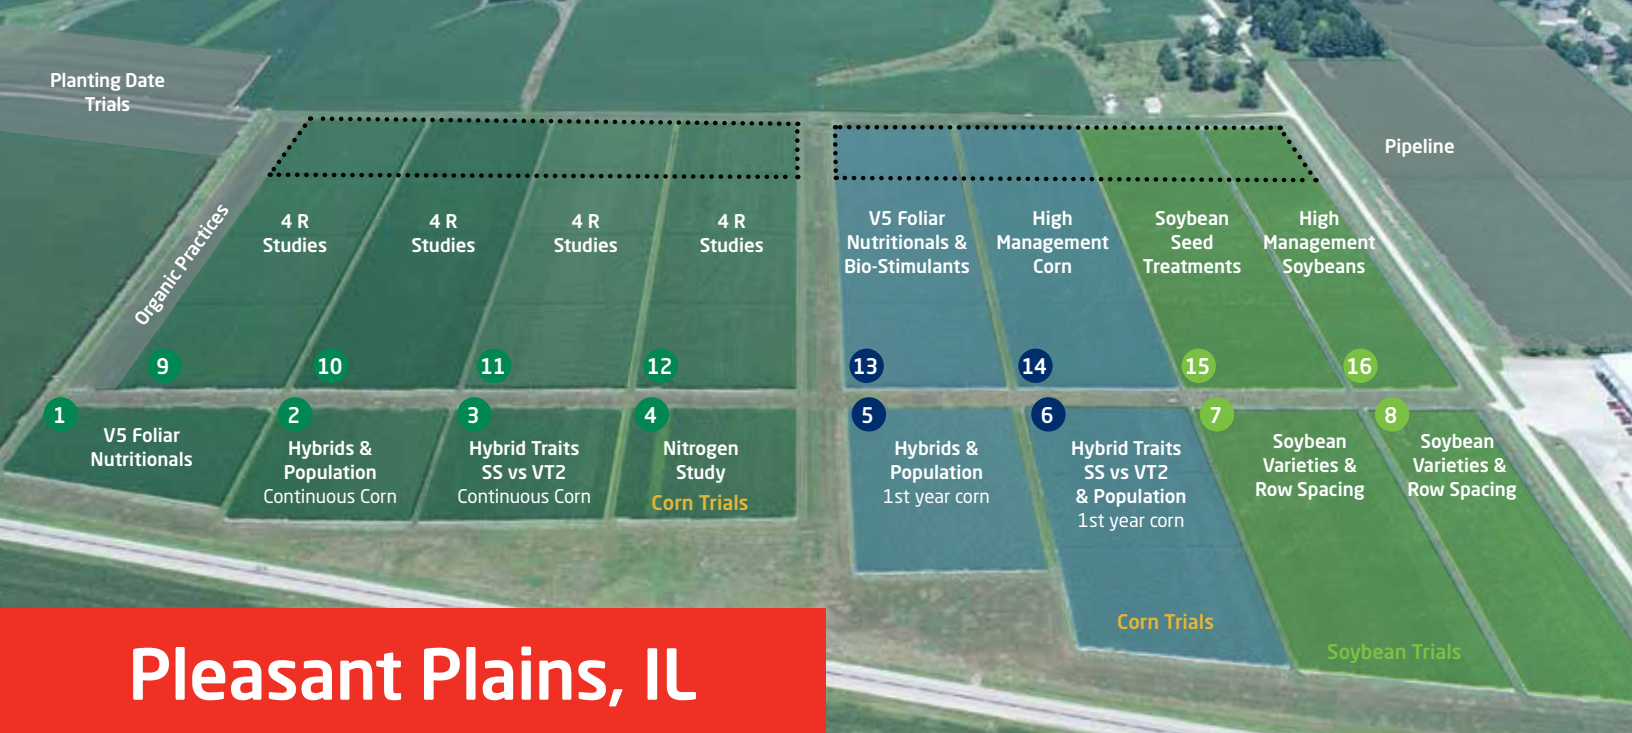 Planting Date
Trials
Pipeline
Organic Practices
4 R
Studies
4 R
Studies
4 R
Studies
4 R
Studies
V5 Foliar
Nutritionals &
Bio-Stimulants
High
Management
Corn
Soybean
Seed
Treatments
High
Management
Soybeans
9
10
11
12
13
14
15
16
1
2
3
4
5
6
7
8
V5 Foliar
Nutritionals
Hybrids &
Population
Continuous Corn
Hybrid Traits
SS vs VT2
Continuous Corn
Nitrogen
Study
Corn Trials
Hybrids &
Population
1st year corn
Hybrid Traits
SS vs VT2
& Population
1st year corn
Soybean
Varieties &
Row Spacing
Soybean
Varieties &
Row Spacing
Corn Trials
Soybean Trials
Pleasant Plains, IL